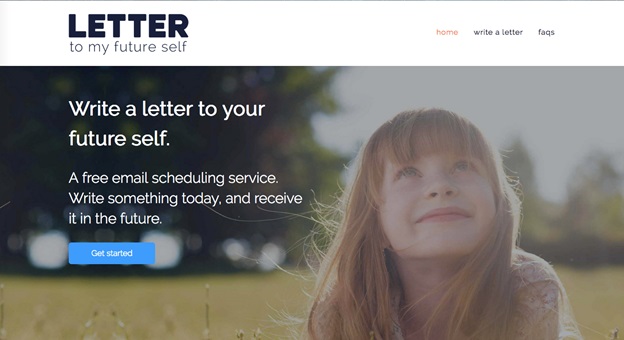 LETTER
to my future self
home
write a letter
faqs
Write a letter to your
future self.
A free email scheduling service.
Write something today, and receive
it in the future.
Get started